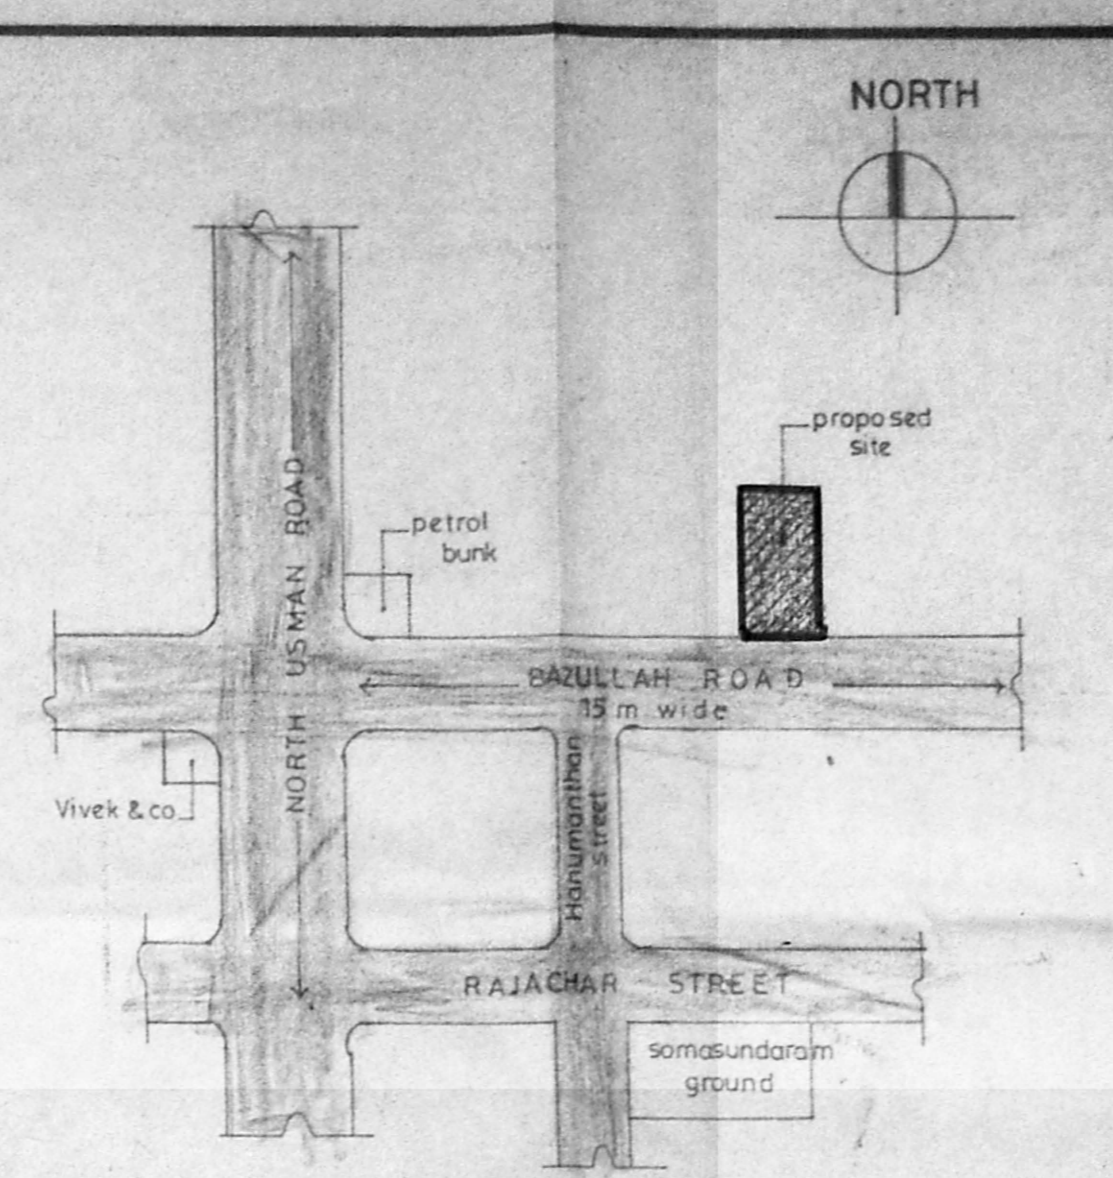 NORTH
proposed
site
petrol
bunk
NORTH USMAN ROAD
BAZULLAH ROAD
15 m wide
Vivek & co
Hanumanthan
street
RAJACHAR STREET
somasundaram
ground